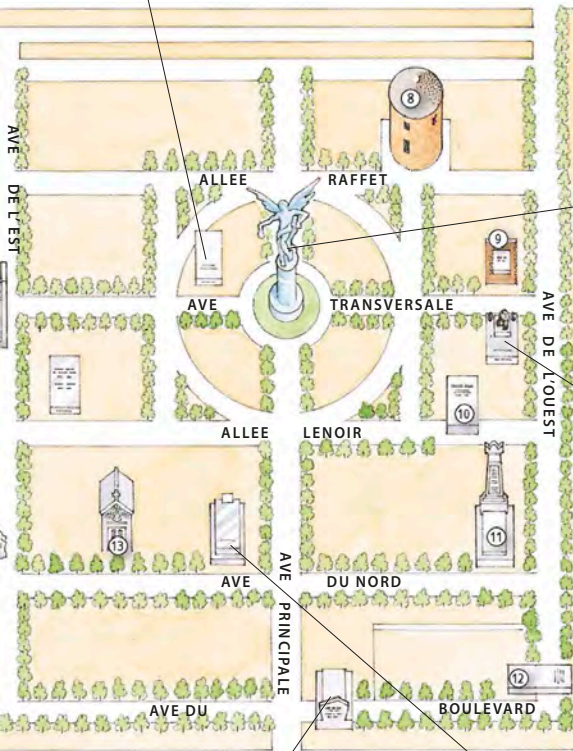 8
AVE DE L'EST
ALLEE RAFFET
9
AVE TRANSVERSALE
AVE DE L'OUEST
10
ALLEE LENOIR
13
11
AVE PRINCIPALE
AVE DU NORD
12
AVE DU BOULEVARD